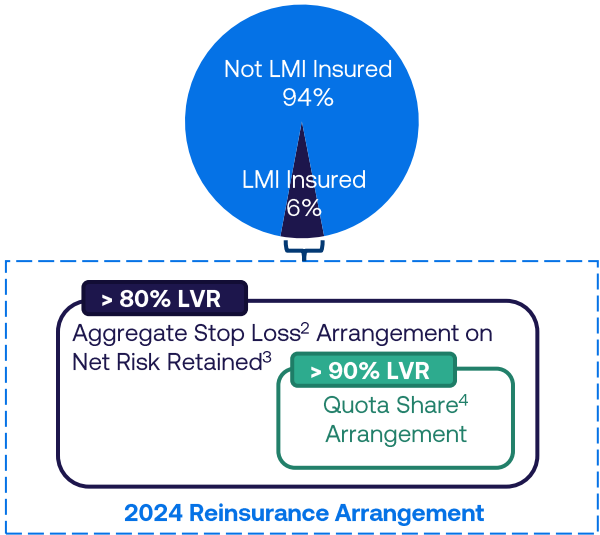 Not LMI Insured
94%
LMI Insured
6%
> 80% LVR
Aggregate Stop Loss² Arrangement on
Net Risk Retained³
> 90% LVR
Quota Share⁴
Arrangement
2024 Reinsurance Arrangement